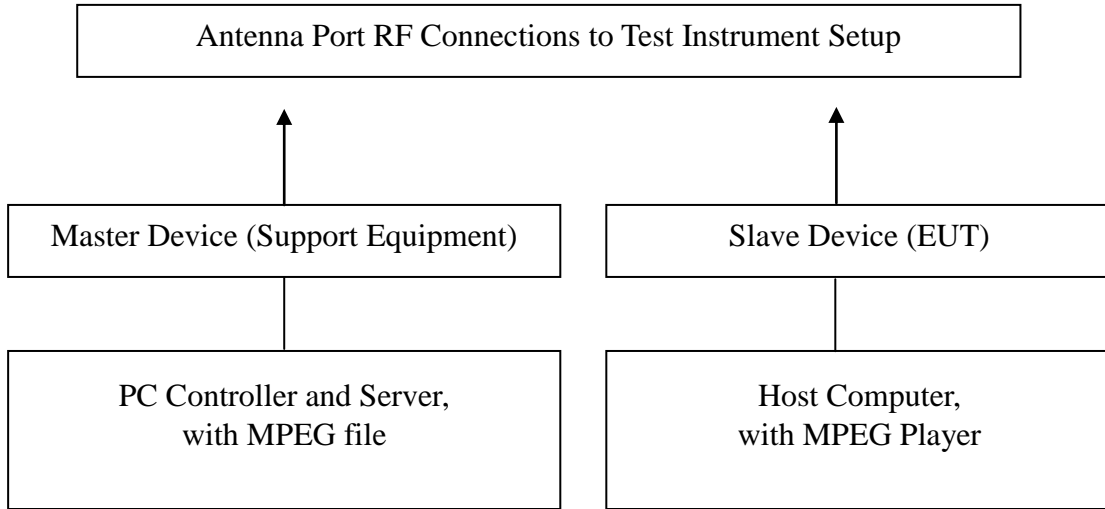 Antenna Port RF Connections to Test Instrument Setup
Master Device (Support Equipment)
Slave Device (EUT)
PC Controller and Server,
with MPEG file
Host Computer,
with MPEG Player